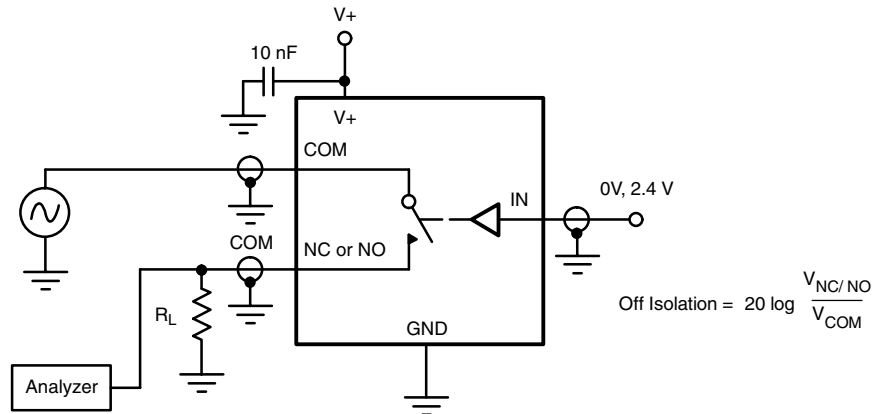 V+
10 nF
V+
COM
IN
0V, 2.4 V
COM
NC or NO
R_L
GND
Analyzer
Off Isolation = 20 log V_NC/ NO / V_COM